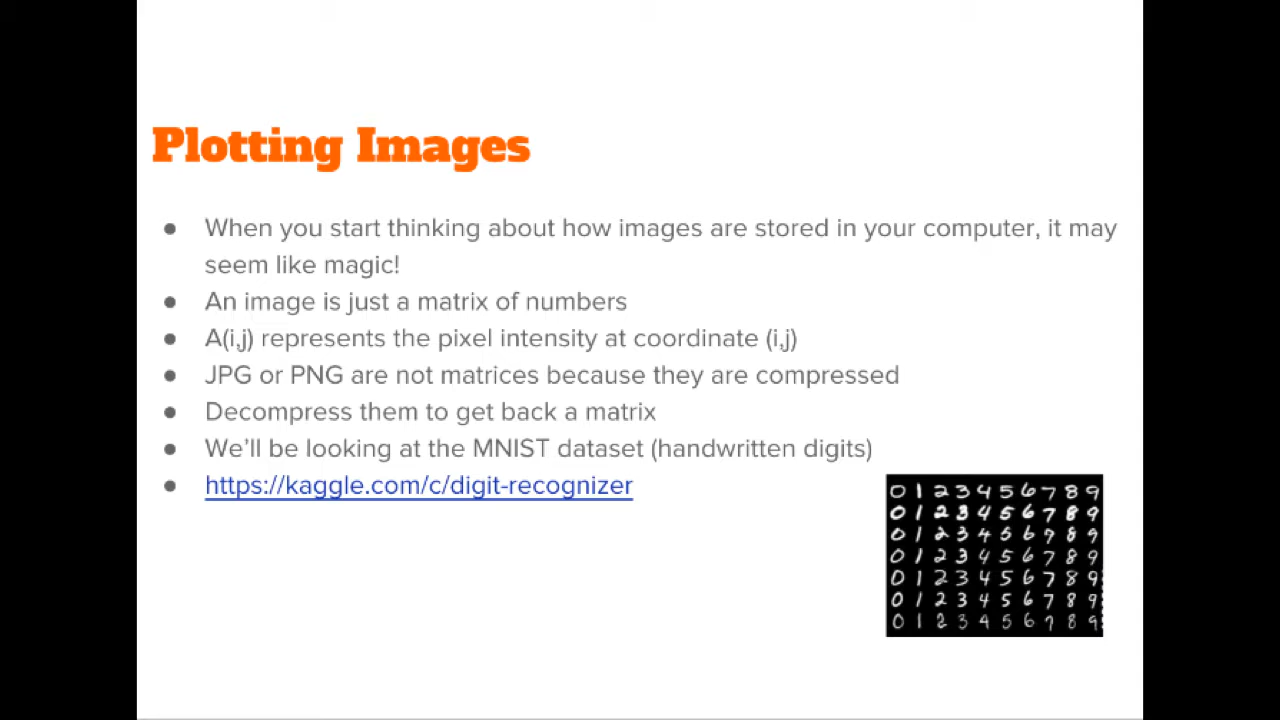 Plotting Images
● When you start thinking about how images are stored in your computer, it may
seem like magic!
● An image is just a matrix of numbers
● A(i,j) represents the pixel intensity at coordinate (i,j)
● JPG or PNG are not matrices because they are compressed
● Decompress them to get back a matrix
● We'll be looking at the MNIST dataset (handwritten digits)
● https://kaggle.com/c/digit-recognizer
0 1 2 3 4 5 6 7 8 9
0 1 2 3 4 5 6 7 8 9
0 1 2 3 4 5 6 7 8 9
0 1 2 3 4 5 6 7 8 9
0 1 2 3 4 5 6 7 8 9
0 1 2 3 4 5 6 7 8 9
0 1 2 3 4 5 6 7 8 9